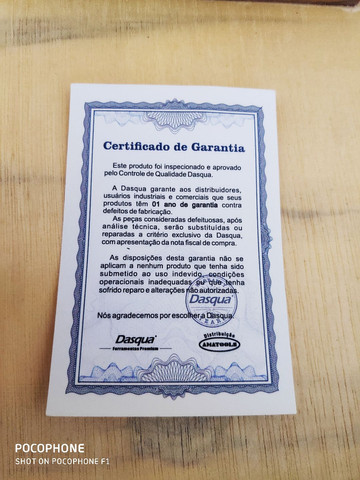 Certificado de Garantia
Este produto foi inspecionado e aprovado
pelo Controle de Qualidade Dasqua.
A Dasqua garante aos distribuidores,
usuários industriais e comerciais que seus
produtos têm 01 ano de garantia contra
defeitos de fabricação.
As peças consideradas defeituosas, após
análise técnica, serão substituídas ou
reparadas a critério exclusivo da Dasqua,
com apresentação da nota fiscal de compra.
As disposições desta garantia não se
aplicam a nenhum produto que tenha sido
submetido ao uso indevido, condições
operacionais inadequadas ou que tenha
sofrido reparo e alterações não autorizadas.
Dasqua
Nós agradecemos por escolher a Dasqua.
Dasqua
Ferramentas Premium
Distribuição
AMATOOLS
POCOPHONE
SHOT ON POCOPHONE F1